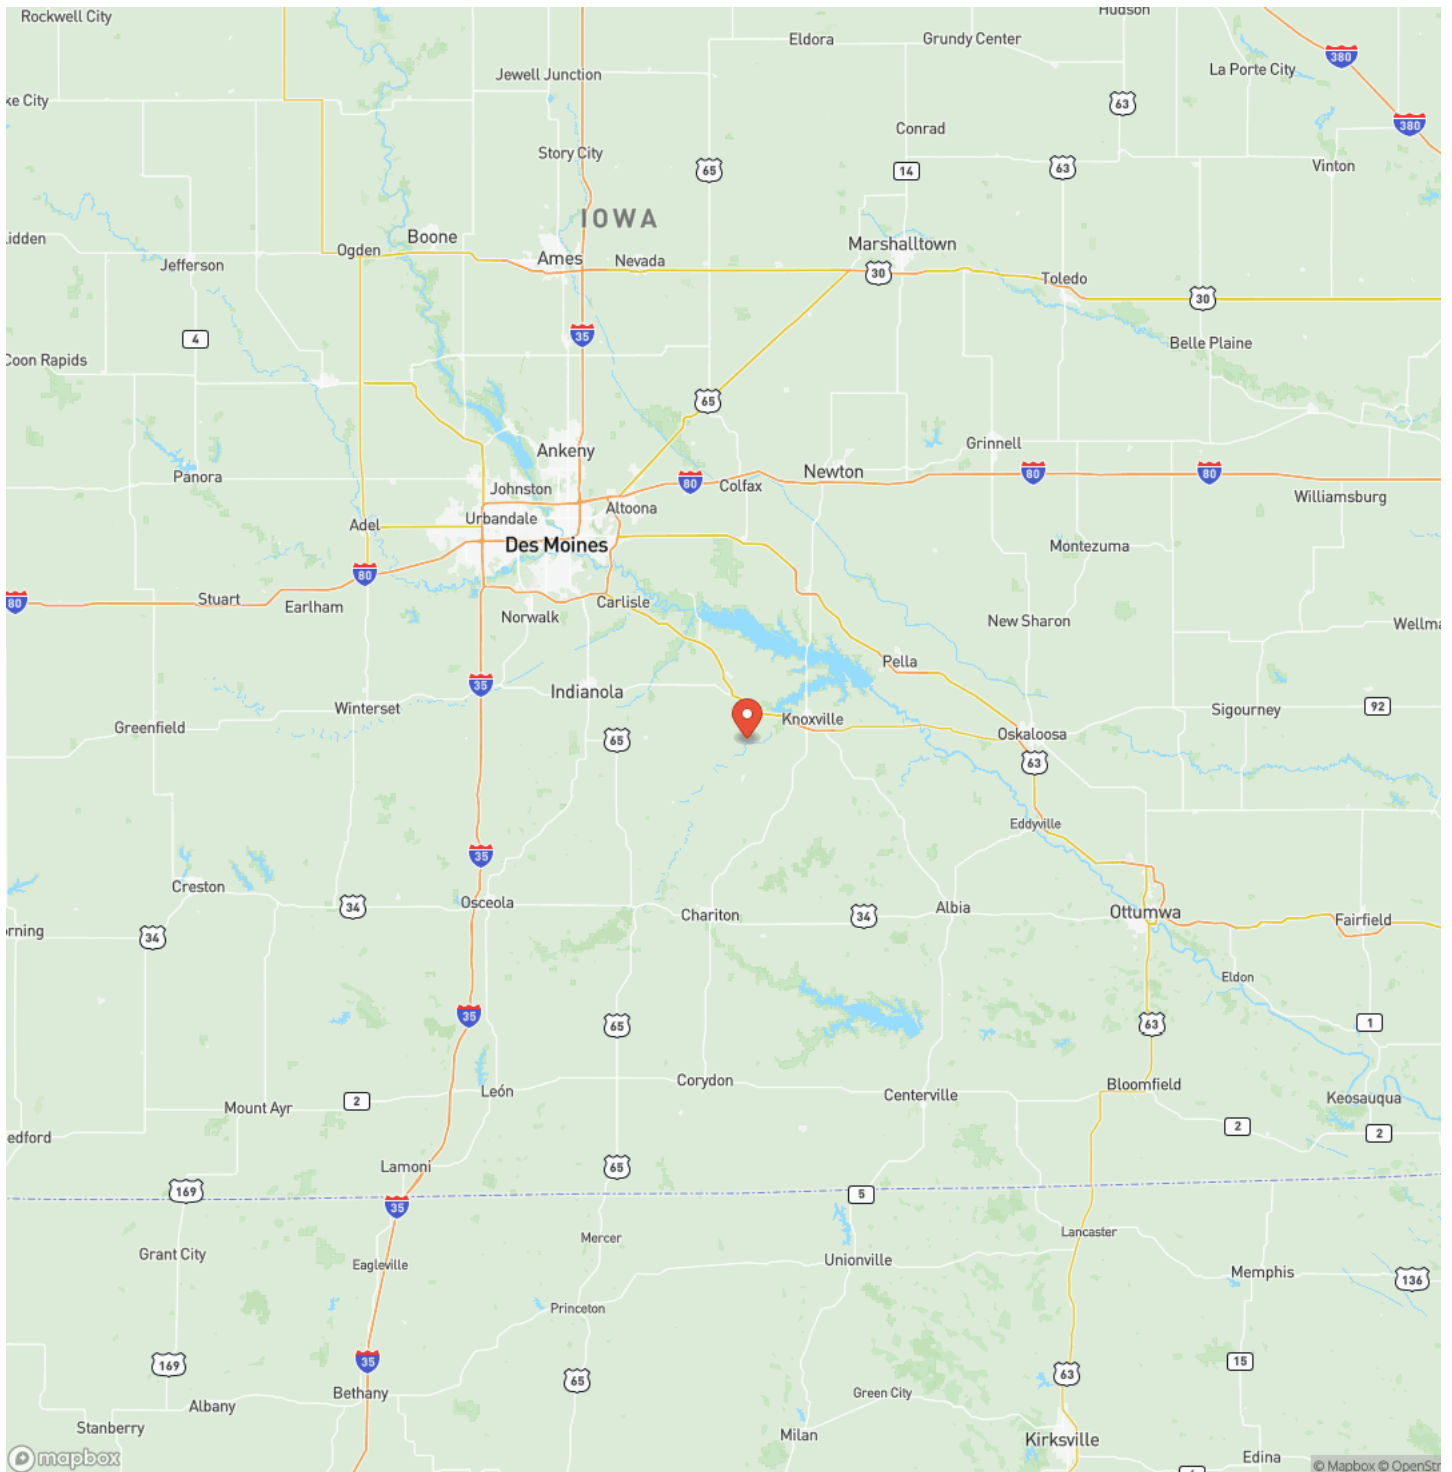 Rockwell City
Hudson
Eldora
Grundy Center
380
La Porte City
Jewell Junction
ke City
63
380
Conrad
Story City
65
14
63
Vinton
IOWA
lidden
Boone
Ogden
Ames
Nevada
Marshalltown
Jefferson
30
Toledo
30
4
35
Belle Plaine
Coon Rapids
65
Ankeny
Grinnell
Panora
Johnston
80
Colfax
Newton
80
80
Williamsburg
Adel
Urbandale
Altoona
Des Moines
Montezuma
80
80
Stuart
Earlham
Norwalk
Carlisle
New Sharon
Wellma
Pella
35
Indianola
Winterset
Greenfield
65
Knoxville
Oskaloosa
Sigourney
92
63
Eddyville
35
Creston
34
Osceola
Chariton
34
Albia
Ottumwa
Fairfield
orning
34
Eldon
35
65
63
1
Corydon
Bloomfield
León
Centerville
Mount Ayr
2
Keosauqua
edford
2
2
Lamoni
65
169
35
5
Mercer
Lancaster
Grant City
Eagleville
Unionville
Memphis
136
Princeton
169
35
65
63
15
Bethany
Green City
Albany
Stanberry
Milan
Kirksville
Edina
mapbox
© Mapbox © OpenStr